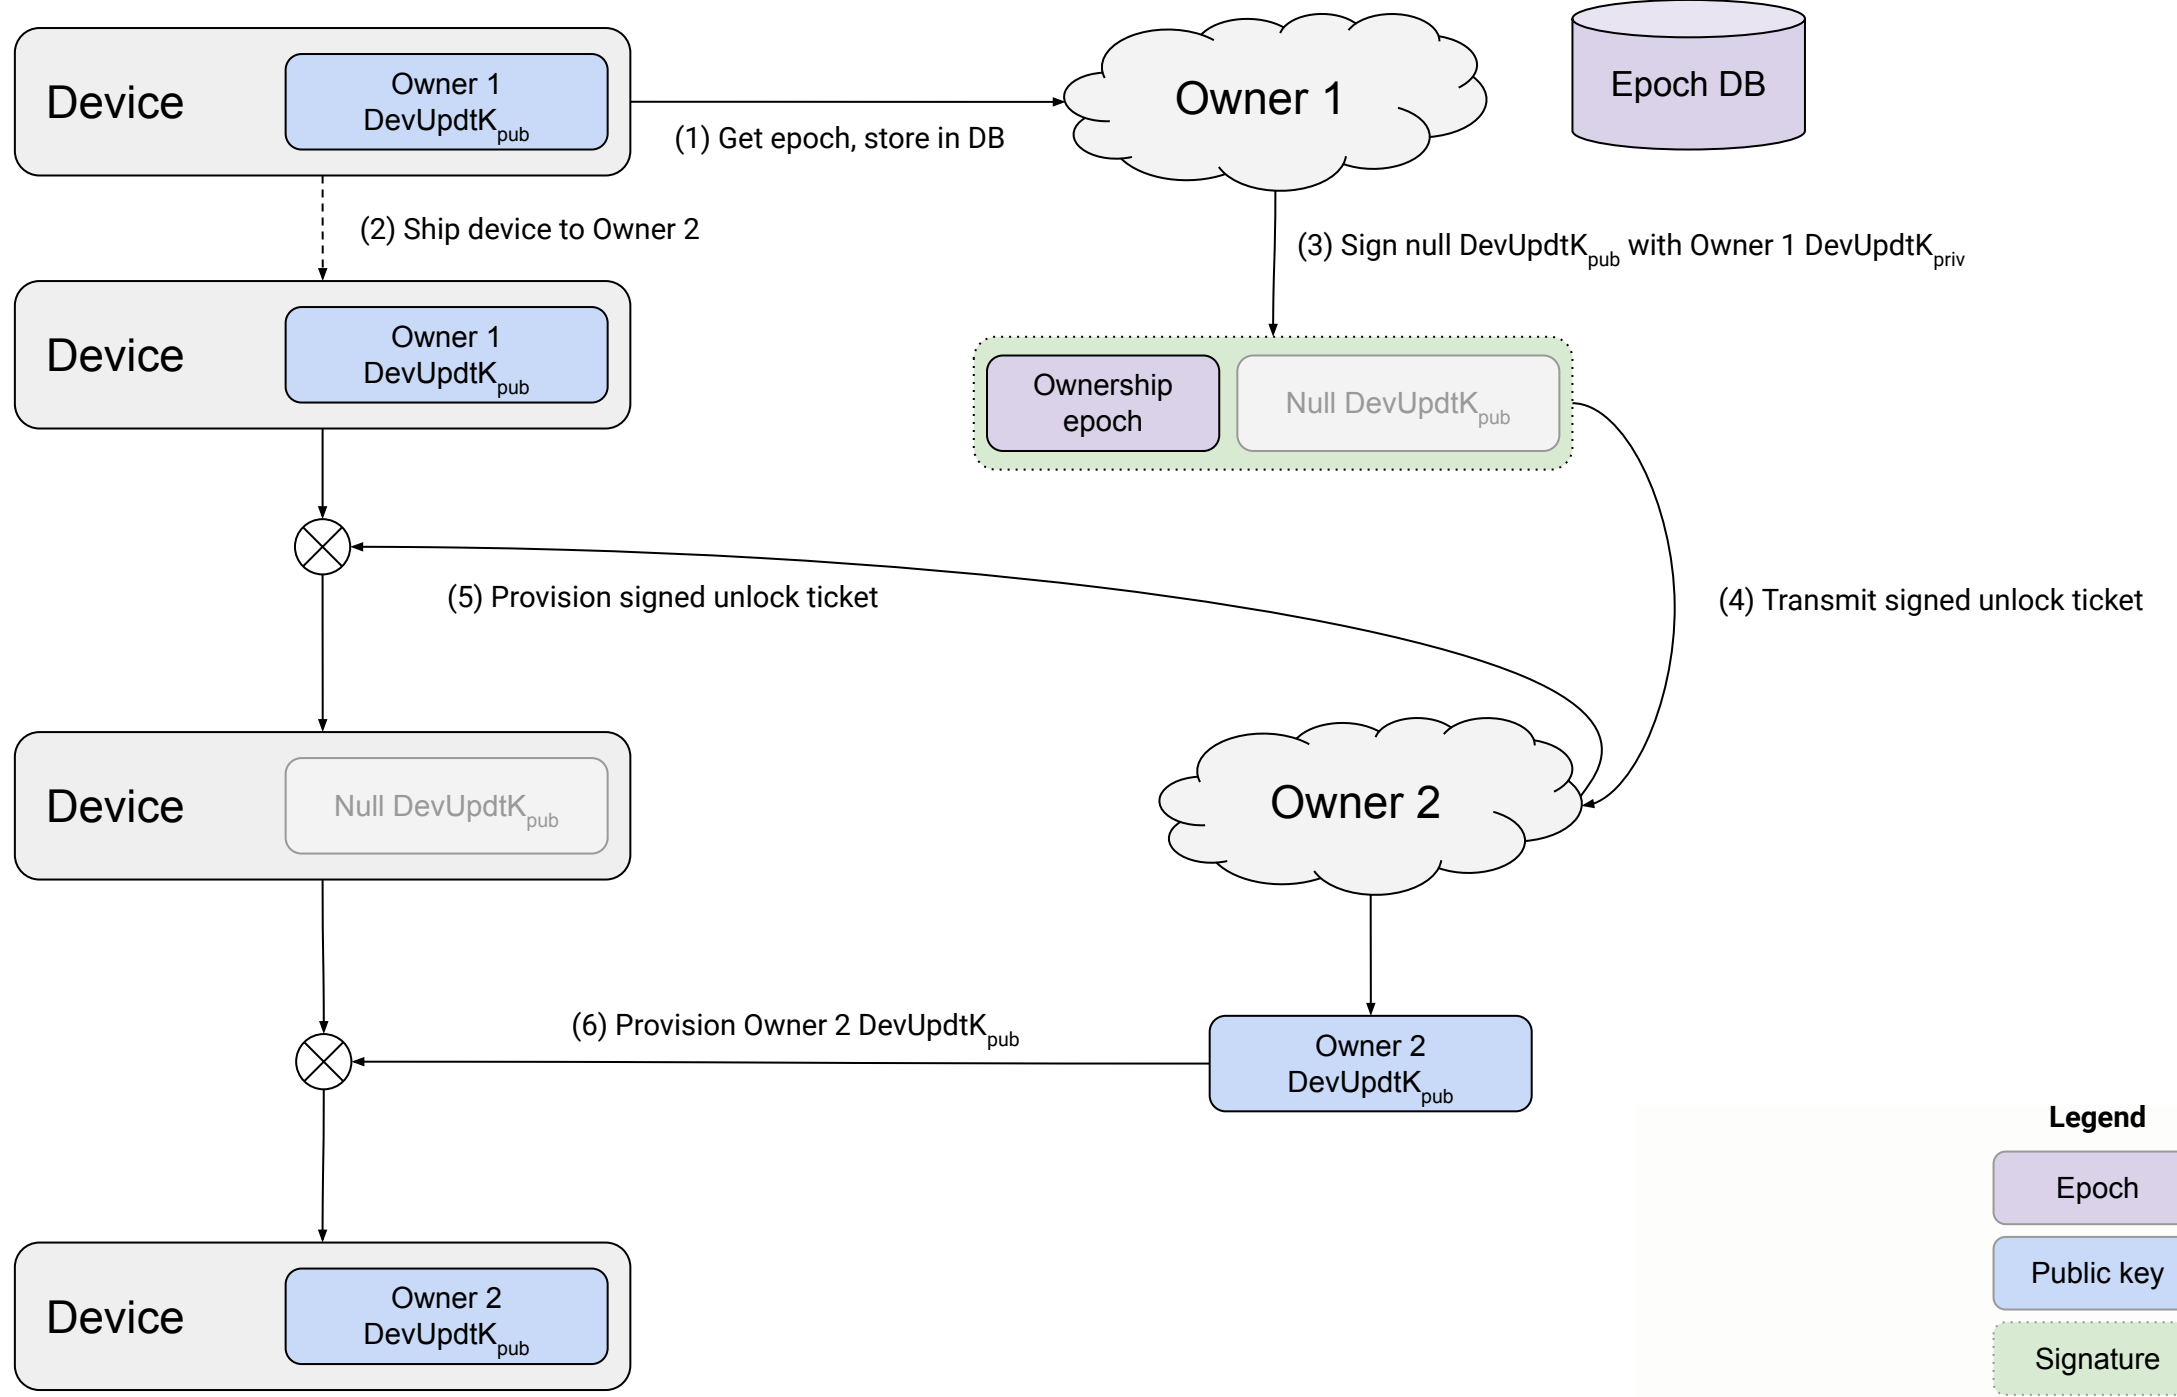 Device
Owner 1
DevUpdtKpub
Owner 1
Epoch DB
(1) Get epoch, store in DB
(2) Ship device to Owner 2
(3) Sign null DevUpdtKpub with Owner 1 DevUpdtKpriv
Device
Owner 1
DevUpdtKpub
Ownership
epoch
Null DevUpdtKpub
(5) Provision signed unlock ticket
(4) Transmit signed unlock ticket
Device
Null DevUpdtKpub
Owner 2
(6) Provision Owner 2 DevUpdtKpub
Owner 2
DevUpdtKpub
Legend
Epoch
Public key
Signature
Device
Owner 2
DevUpdtKpub